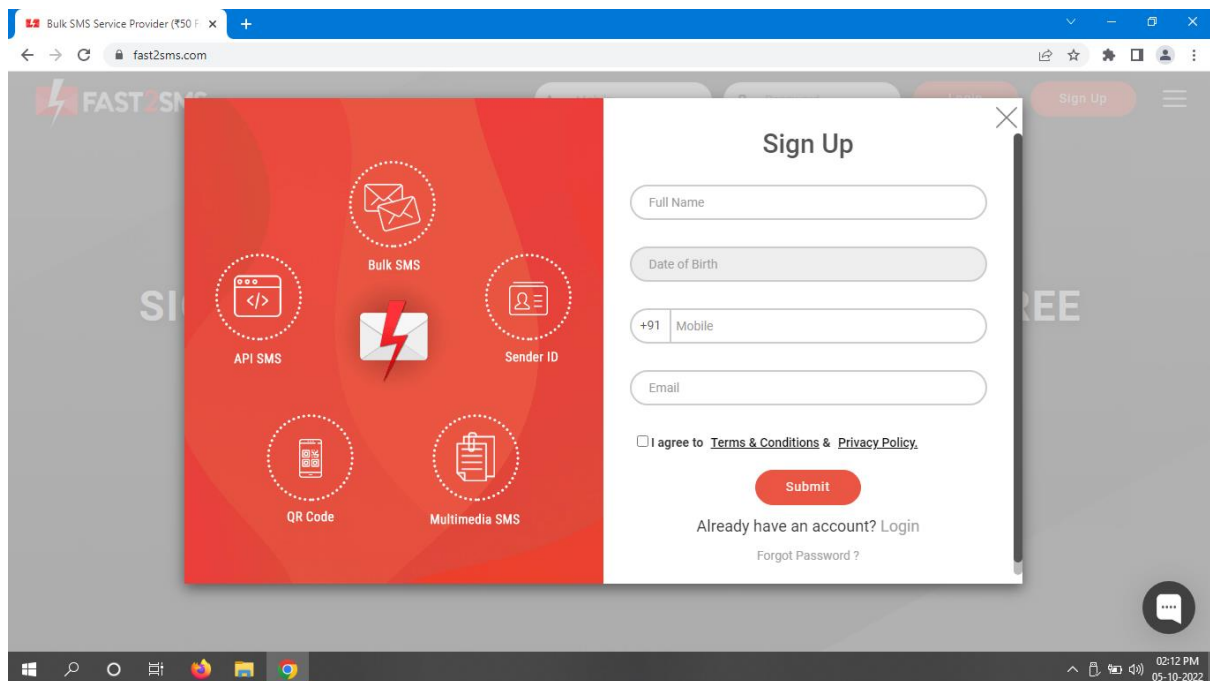 Bulk SMS Service Provider (₹50 F
fast2sms.com
FAST2SMS
Sign Up
Sign Up
Full Name
Date of Birth
+91 Mobile
Email
I agree to Terms & Conditions & Privacy Policy.
Submit
Already have an account? Login
Forgot Password ?
Bulk SMS
API SMS
Sender ID
QR Code
Multimedia SMS
02:12 PM
05-10-2022